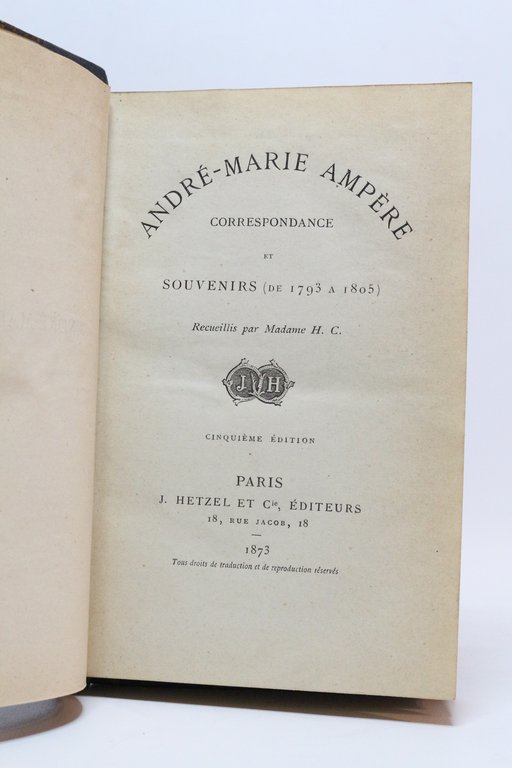 ANDRÉ-MARIE AMPÈRE
CORRESPONDANCE
ET
SOUVENIRS (DE 1793 A 1805)
Recueillis par Madame H. C.
J H
CINQUIÈME ÉDITION
PARIS
J. HETZEL ET Cie, ÉDITEURS
18, RUE JACOB, 18
—
1873
Tous droits de traduction et de reproduction réservés